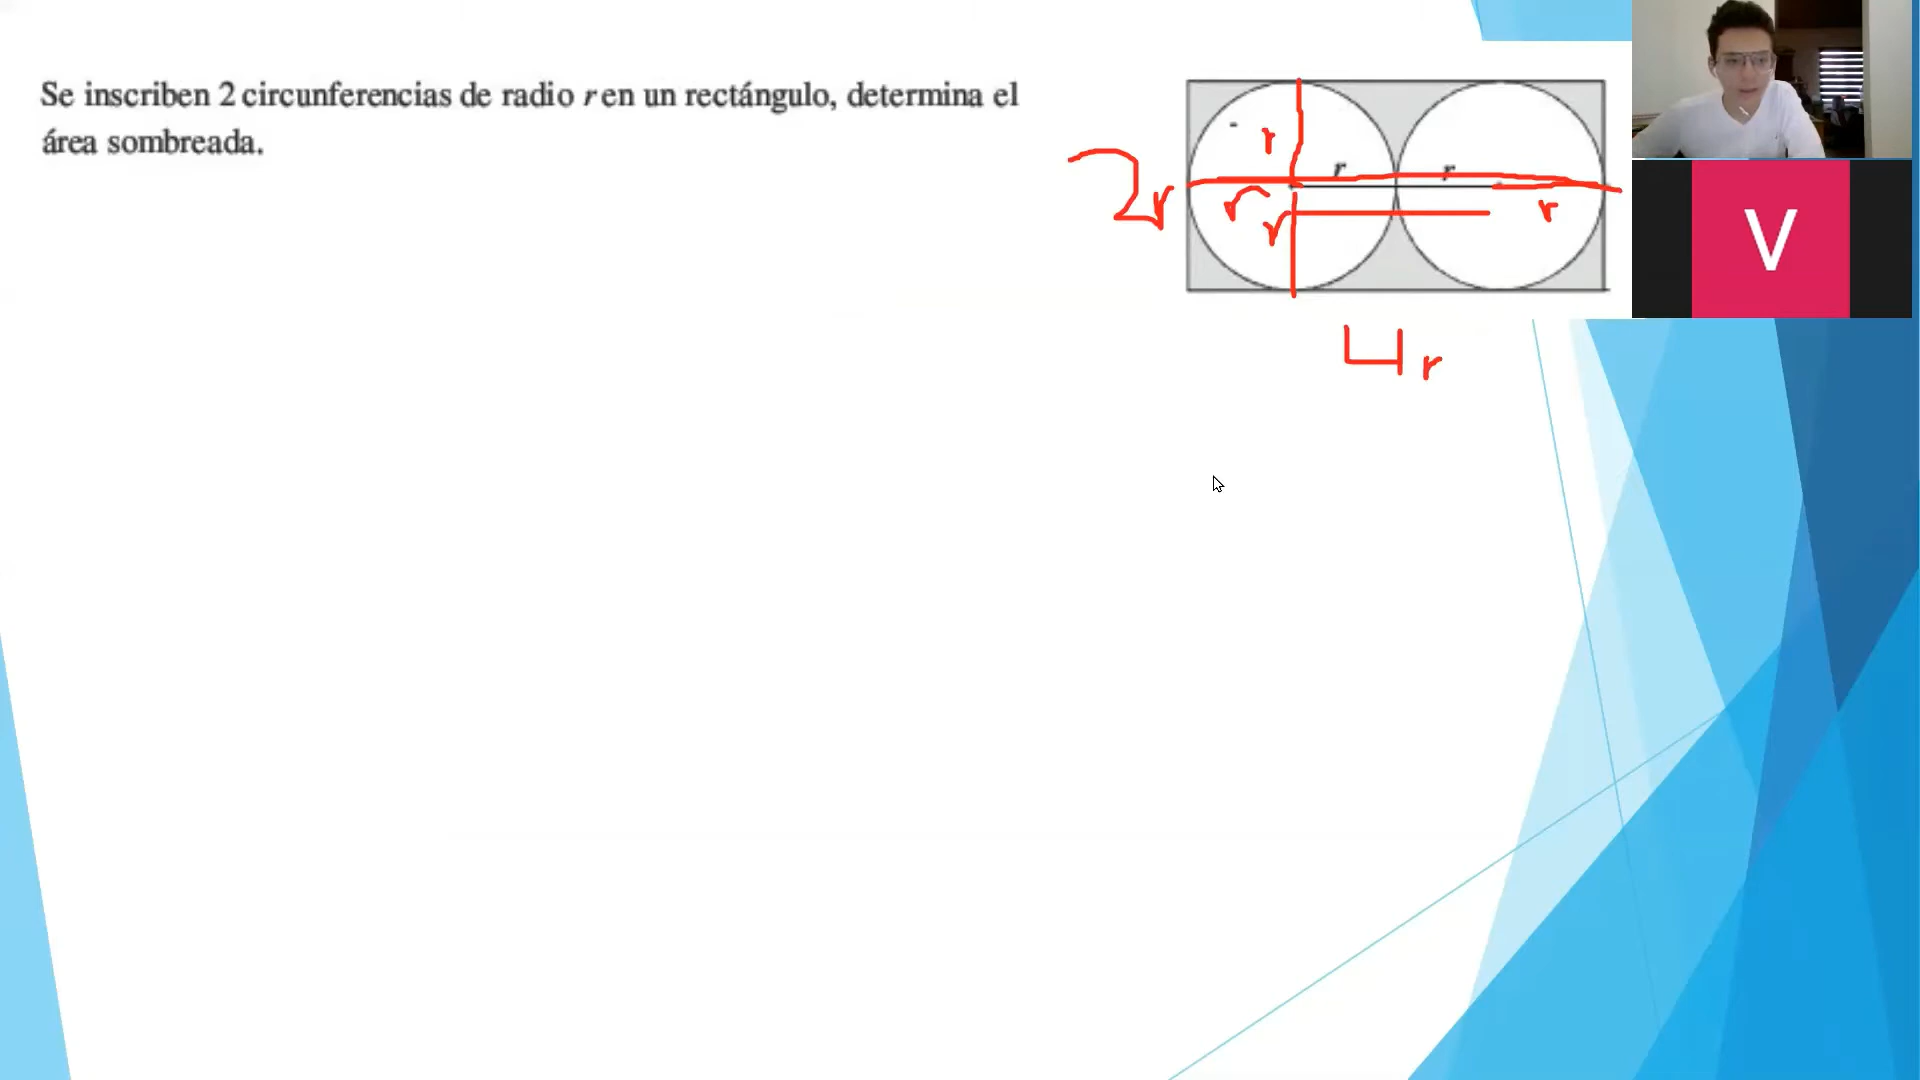 Se inscriben 2 circunferencias de radio r en un rectángulo, determina el
área sombreada.
r
r r
2r
r r
r
4r
V